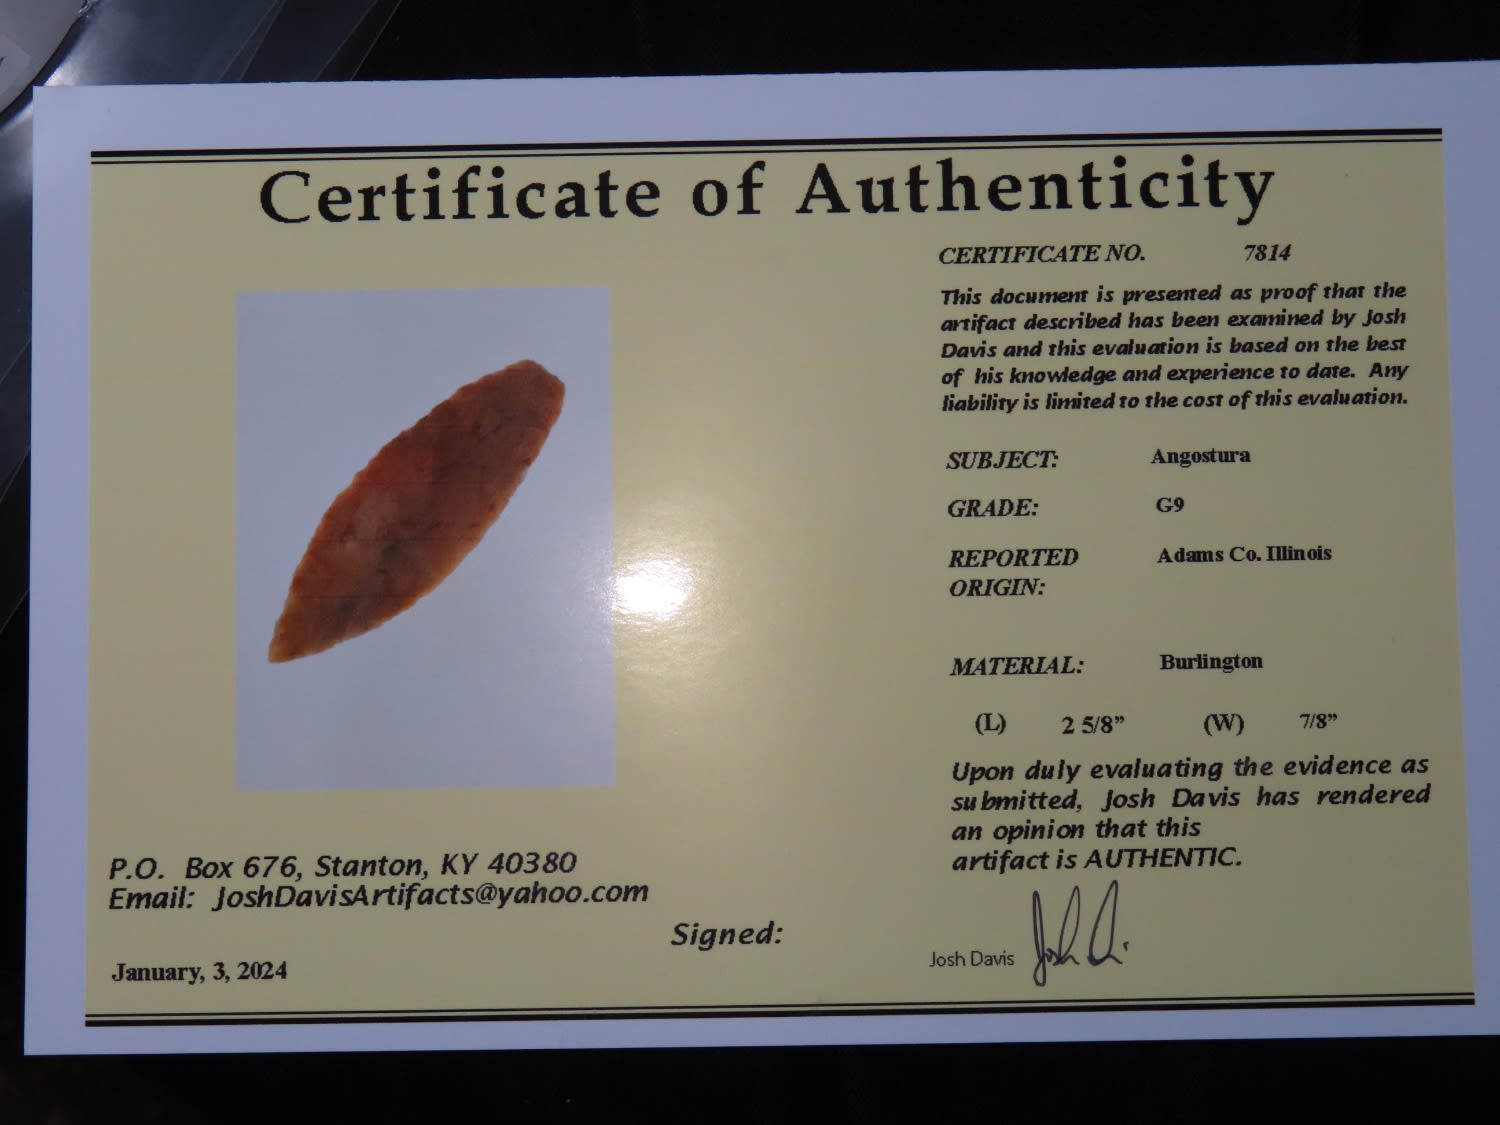 Certificate of Authenticity
CERTIFICATE NO. 7814
This document is presented as proof that the
artifact described has been examined by Josh
Davis and this evaluation is based on the best
of his knowledge and experience to date. Any
liability is limited to the cost of this evaluation.
SUBJECT: Angostura
GRADE: G9
REPORTED Adams Co. Illinois
ORIGIN:
MATERIAL: Burlington
(L) 2 5/8” (W) 7/8”
Upon duly evaluating the evidence as
submitted, Josh Davis has rendered
an opinion that this
artifact is AUTHENTIC.
P.O. Box 676, Stanton, KY 40380
Email: JoshDavisArtifacts@yahoo.com
Signed:
Josh Davis Josh Davis
January, 3, 2024